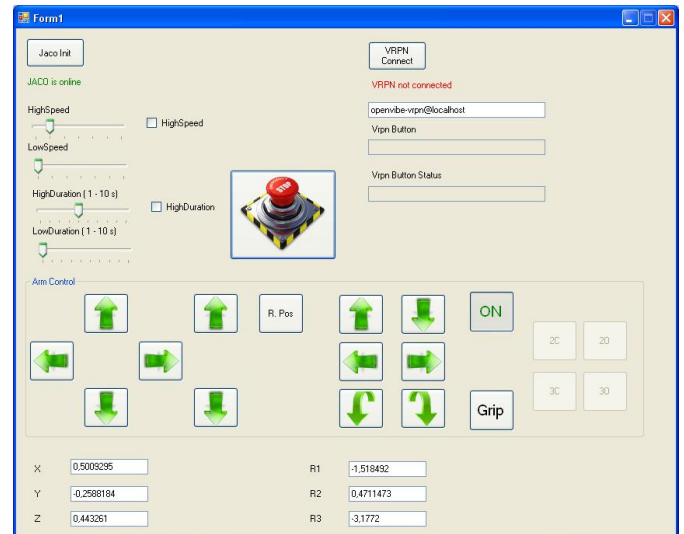 Form1
Jaco Init
VRPN
Connect
JACO is online
VRPN not connected
HighSpeed
HighSpeed
openvibe-vrpn@localhost
Vrpn Button
LowSpeed
Vrpn Button Status
HighDuration ( 1 - 10 s)
HighDuration
STOP
LowDuration ( 1 - 10 s)
Arm Control
R. Pos
ON
2C
2O
3C
3O
Grip
X
0,5009295
R1
-1,518492
Y
-0,2588184
R2
0,4711473
Z
0,443261
R3
-3,1772